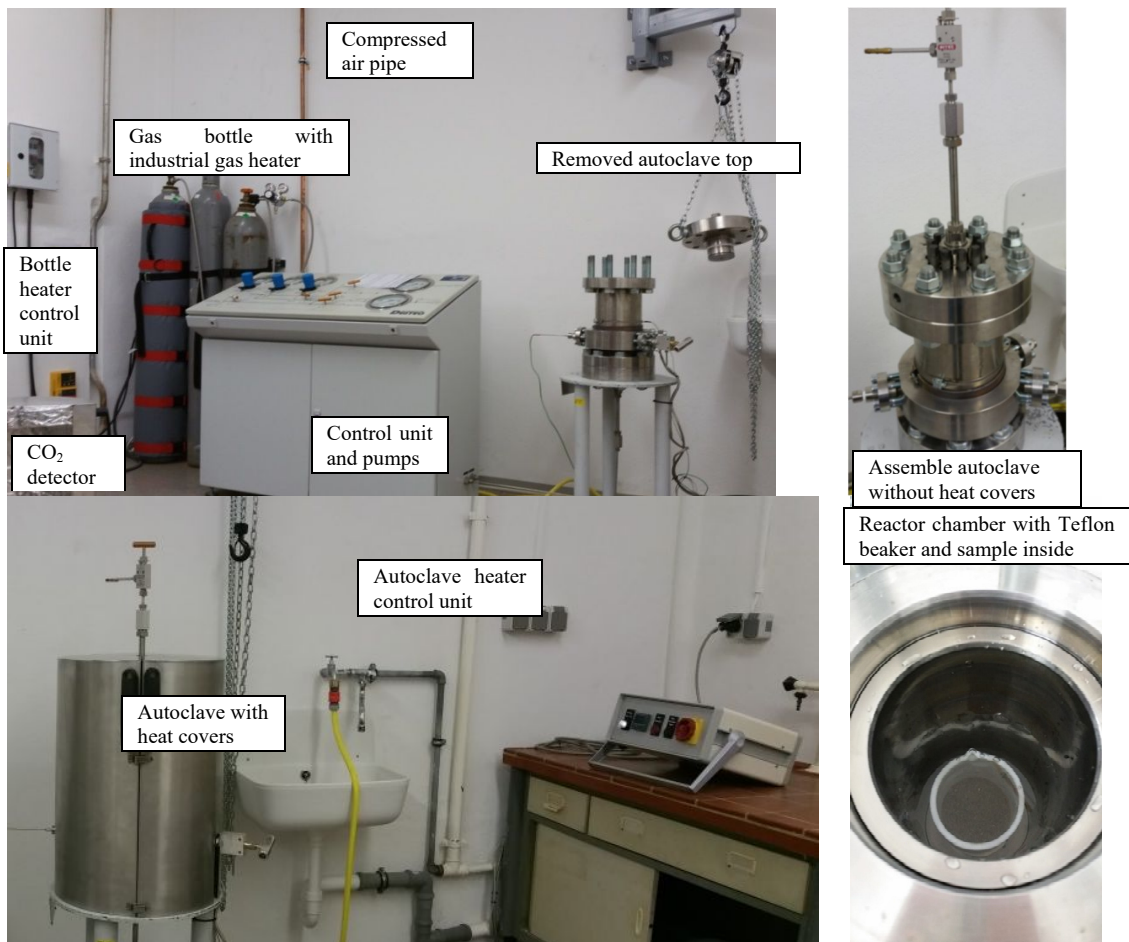 Compressed
air pipe
Gas bottle with
industrial gas heater
Removed autoclave top
Bottle
heater
control
unit
CO₂
detector
Control unit
and pumps
Assemble autoclave
without heat covers
Reactor chamber with Teflon
beaker and sample inside
Autoclave heater
control unit
Autoclave with
heat covers